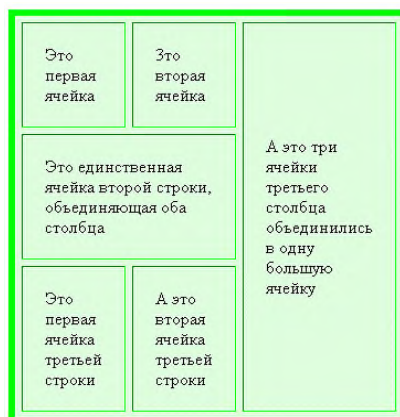 Это
первая
ячейка
Зто
вторая
ячейка
А это три
ячейки
третьего
столбца
объединились
в одну
большую
ячейку
Это единственная
ячейка второй строки,
объединяющая оба
столбца
Это
первая
ячейка
третьей
строки
А это
вторая
ячейка
третьей
строки